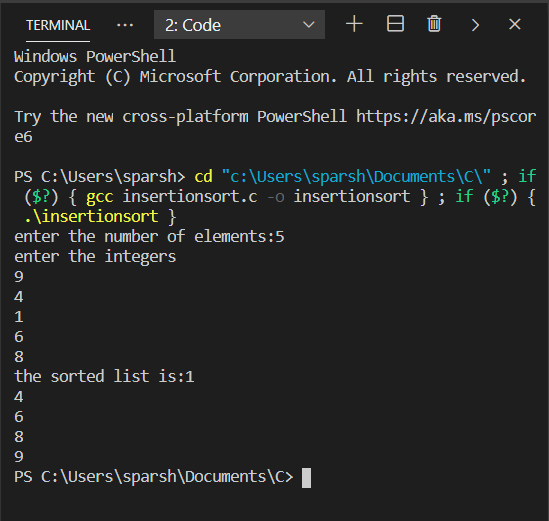 TERMINAL ... 2: Code
Windows PowerShell
Copyright (C) Microsoft Corporation. All rights reserved.
Try the new cross-platform PowerShell https://aka.ms/pscor
e6
PS C:\Users\sparsh> cd "c:\Users\sparsh\Documents\C\" ; if
($?) { gcc insertionsort.c -o insertionsort } ; if ($?) {
.\insertionsort }
enter the number of elements:5
enter the integers
9
4
1
6
8
the sorted list is:1
4
6
8
9
PS C:\Users\sparsh\Documents\C>